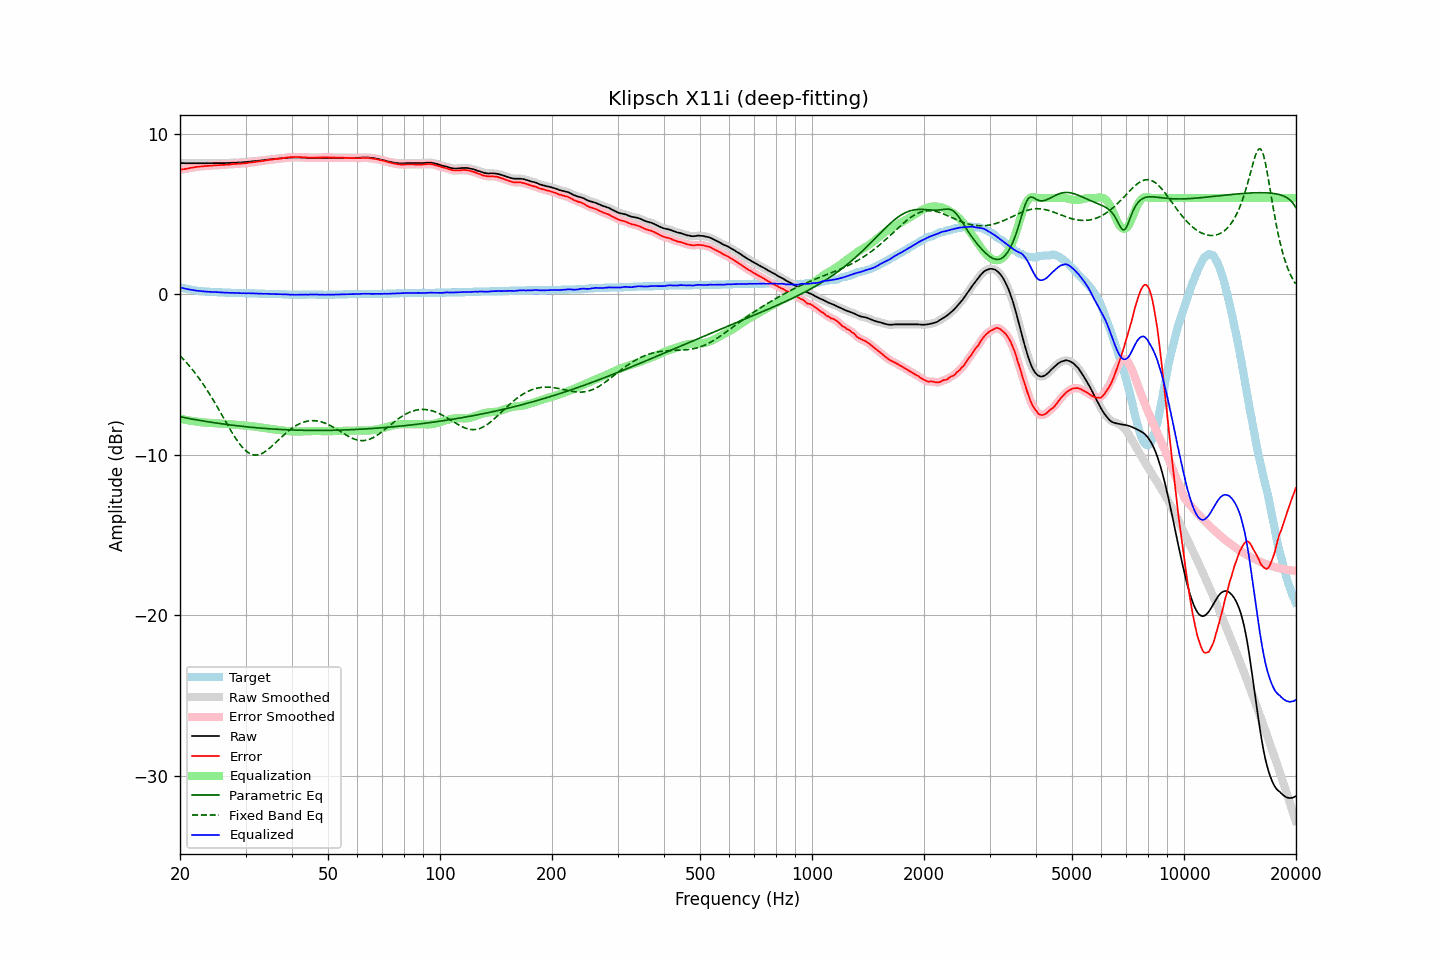 Klipsch X11i (deep-fitting)
10
0
−10
−20
−30
Amplitude (dBr)
Target
Raw Smoothed
Error Smoothed
Raw
Error
Equalization
Parametric Eq
Fixed Band Eq
Equalized
20 50 100 200 500 1000 2000 5000 10000 20000
Frequency (Hz)